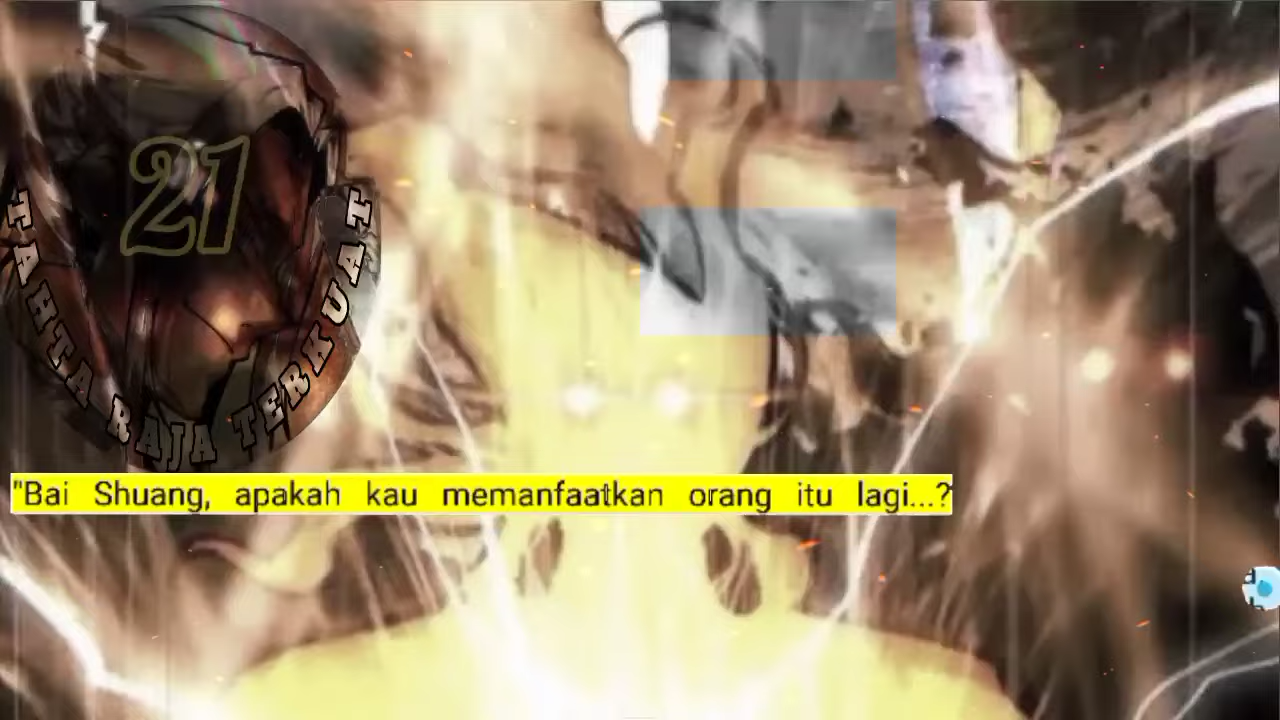 21
TAHTA RAJA TERKUAT
"Bai Shuang, apakah kau memanfaatkan orang itu lagi...?